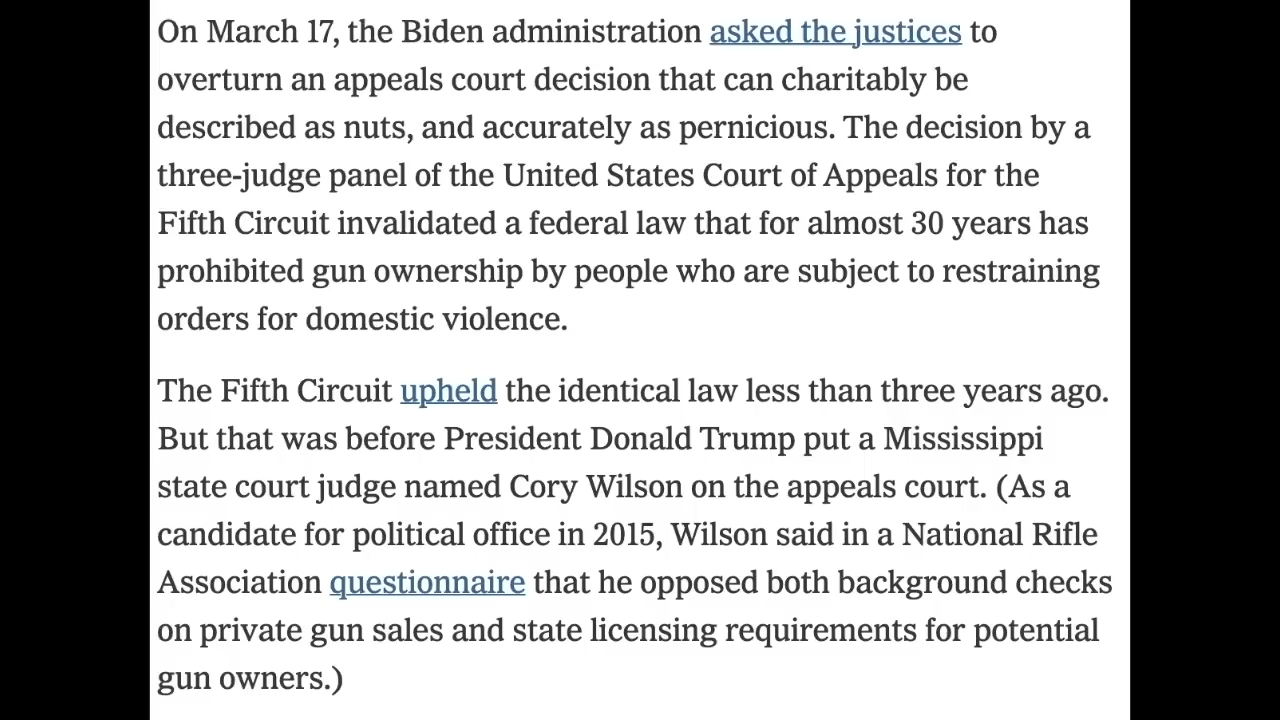 On March 17, the Biden administration asked the justices to
overturn an appeals court decision that can charitably be
described as nuts, and accurately as pernicious. The decision by a
three-judge panel of the United States Court of Appeals for the
Fifth Circuit invalidated a federal law that for almost 30 years has
prohibited gun ownership by people who are subject to restraining
orders for domestic violence.
The Fifth Circuit upheld the identical law less than three years ago.
But that was before President Donald Trump put a Mississippi
state court judge named Cory Wilson on the appeals court. (As a
candidate for political office in 2015, Wilson said in a National Rifle
Association questionnaire that he opposed both background checks
on private gun sales and state licensing requirements for potential
gun owners.)